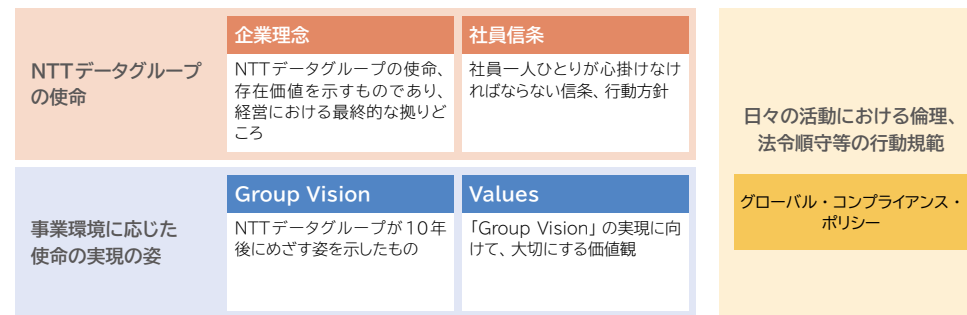 NTTデータグループ
の使命
企業理念
NTTデータグループの使命、
存在価値を示すものであり、
経営における最終的な拠りど
ころ
社員信条
社員一人ひとりが心掛けなけ
ればならない信条、行動方針
事業環境に応じた
使命の実現の姿
Group Vision
NTTデータグループが10年
後にめざす姿を示したもの
Values
「Group Vision」の実現に向
けて、大切にする価値観
日々の活動における倫理、
法令順守等の行動規範
グローバル・コンプライアンス・
ポリシー